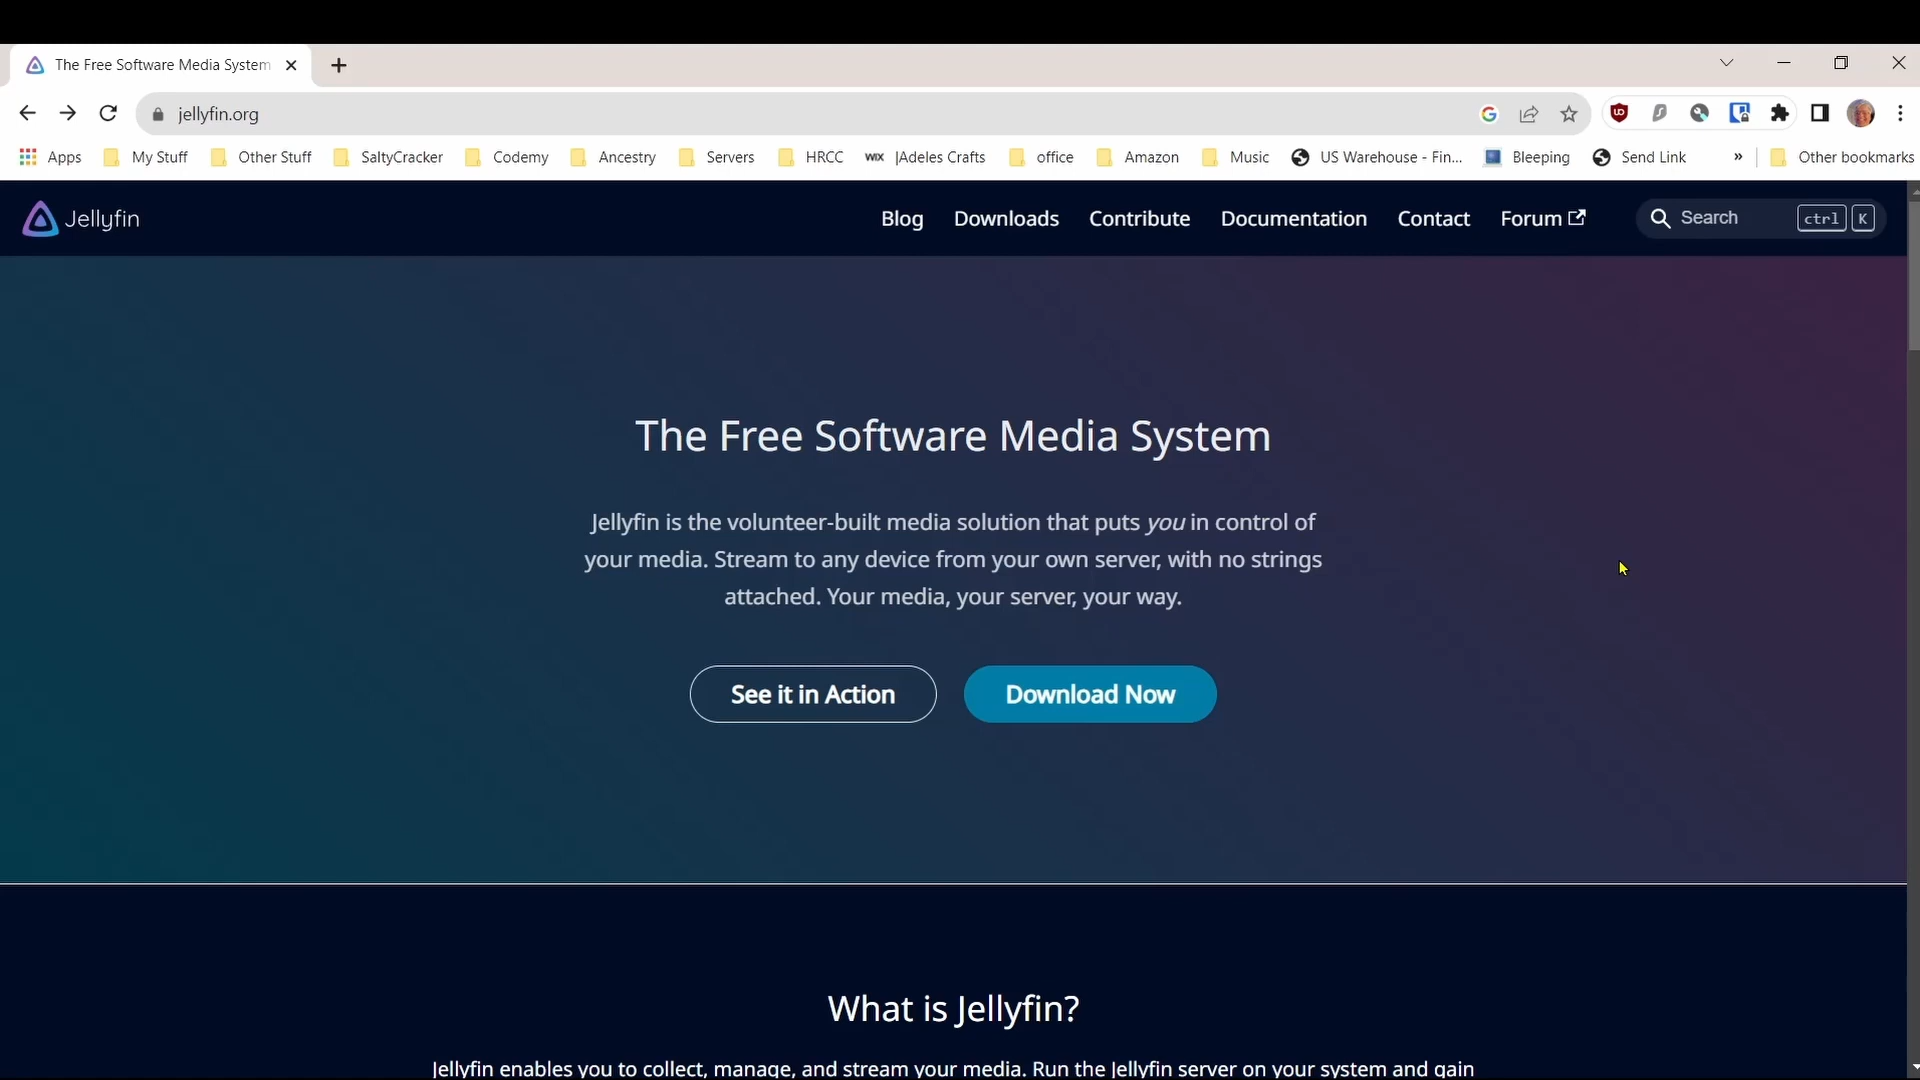 The Free Software Media System
jellyfin.org
Apps My Stuff Other Stuff SaltyCracker Codemy Ancestry Servers HRCC WIX |Adeles Crafts office Amazon Music US Warehouse - Fin... Bleeping Send Link » Other bookmarks
Jellyfin Blog Downloads Contribute Documentation Contact Forum Search ctrl K
The Free Software Media System
Jellyfin is the volunteer-built media solution that puts you in control of
your media. Stream to any device from your own server, with no strings
attached. Your media, your server, your way.
See it in Action Download Now
What is Jellyfin?
Jellyfin enables you to collect, manage, and stream your media. Run the Jellyfin server on your system and gain